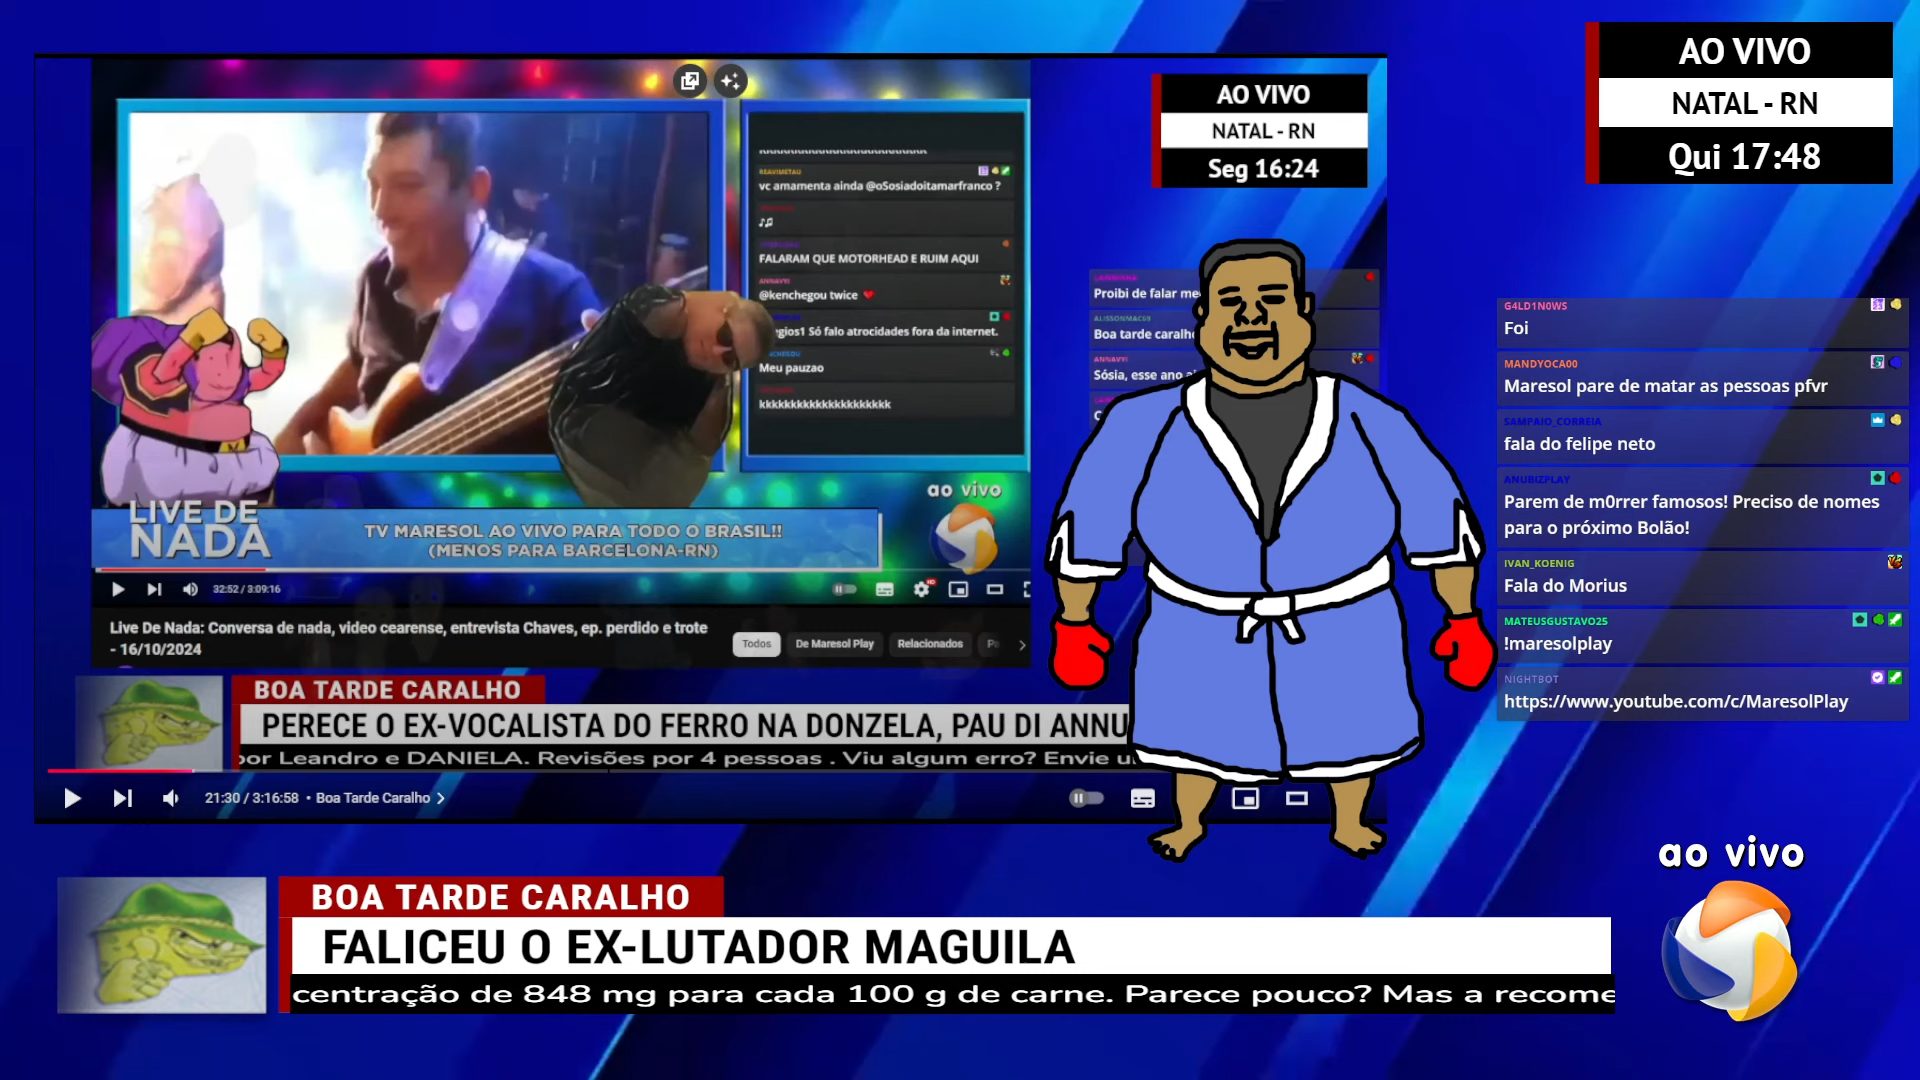 AO VIVO
NATAL - RN
Qui 17:48
AO VIVO
NATAL - RN
Seg 16:24
REAVIMETAU
vc amamenta ainda @oSosiadoitamarfranco ?
♪♫
FALARAM QUE MOTORHEAD E RUIM AQUI
ANNAVYI
@kenchegou twice ❤
Só falo atrocidades fora da internet.
Meu pauzao
kkkkkkkkkkkkkkkkkkkkk
ao vivo
LIVE DE
NADA
TV MARESOL AO VIVO PARA TODO O BRASIL!!
(MENOS PARA BARCELONA-RN)
32:52 / 3:09:16
Live De Nada: Conversa de nada, video cearense, entrevista Chaves, ep. perdido e trote
- 16/10/2024
Todos
De Maresol Play
Relacionados
Proibi de falar me
ALISSONMAC69
Boa tarde caralh
ANNAVYI
Sósia, esse ano a
BOA TARDE CARALHO
PERECE O EX-VOCALISTA DO FERRO NA DONZELA, PAU DI ANNU
por Leandro e DANIELA. Revisões por 4 pessoas . Viu algum erro? Envie u
21:30 / 3:16:58 • Boa Tarde Caralho
G4LD1N0WS
Foi
MANDYOCA00
Maresol pare de matar as pessoas pfvr
SAMPAIO_CORREIA
fala do felipe neto
ANUBIZPLAY
Parem de m0rrer famosos! Preciso de nomes
para o próximo Bolão!
IVAN_KOENIG
Fala do Morius
MATEUSGUSTAVO25
!maresolplay
NIGHTBOT
https://www.youtube.com/c/MaresolPlay
ao vivo
BOA TARDE CARALHO
FALICEU O EX-LUTADOR MAGUILA
centração de 848 mg para cada 100 g de carne. Parece pouco? Mas a recome